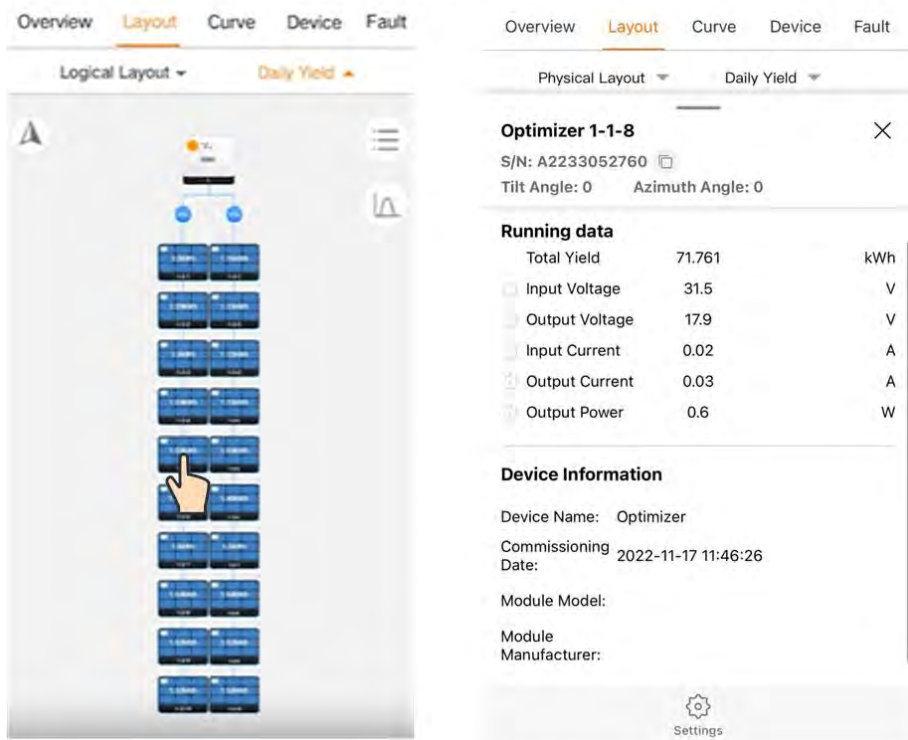 Overview Layout Curve Device Fault
Logical Layout Daily Yield
Overview Layout Curve Device Fault
Physical Layout Daily Yield
Optimizer 1-1-8
S/N: A2233052760
Tilt Angle: 0 Azimuth Angle: 0
Running data
Total Yield 71.761 kWh
Input Voltage 31.5 V
Output Voltage 17.9 V
Input Current 0.02 A
Output Current 0.03 A
Output Power 0.6 W
Device Information
Device Name: Optimizer
Commissioning
Date: 2022-11-17 11:46:26
Module Model:
Module
Manufacturer:
Settings